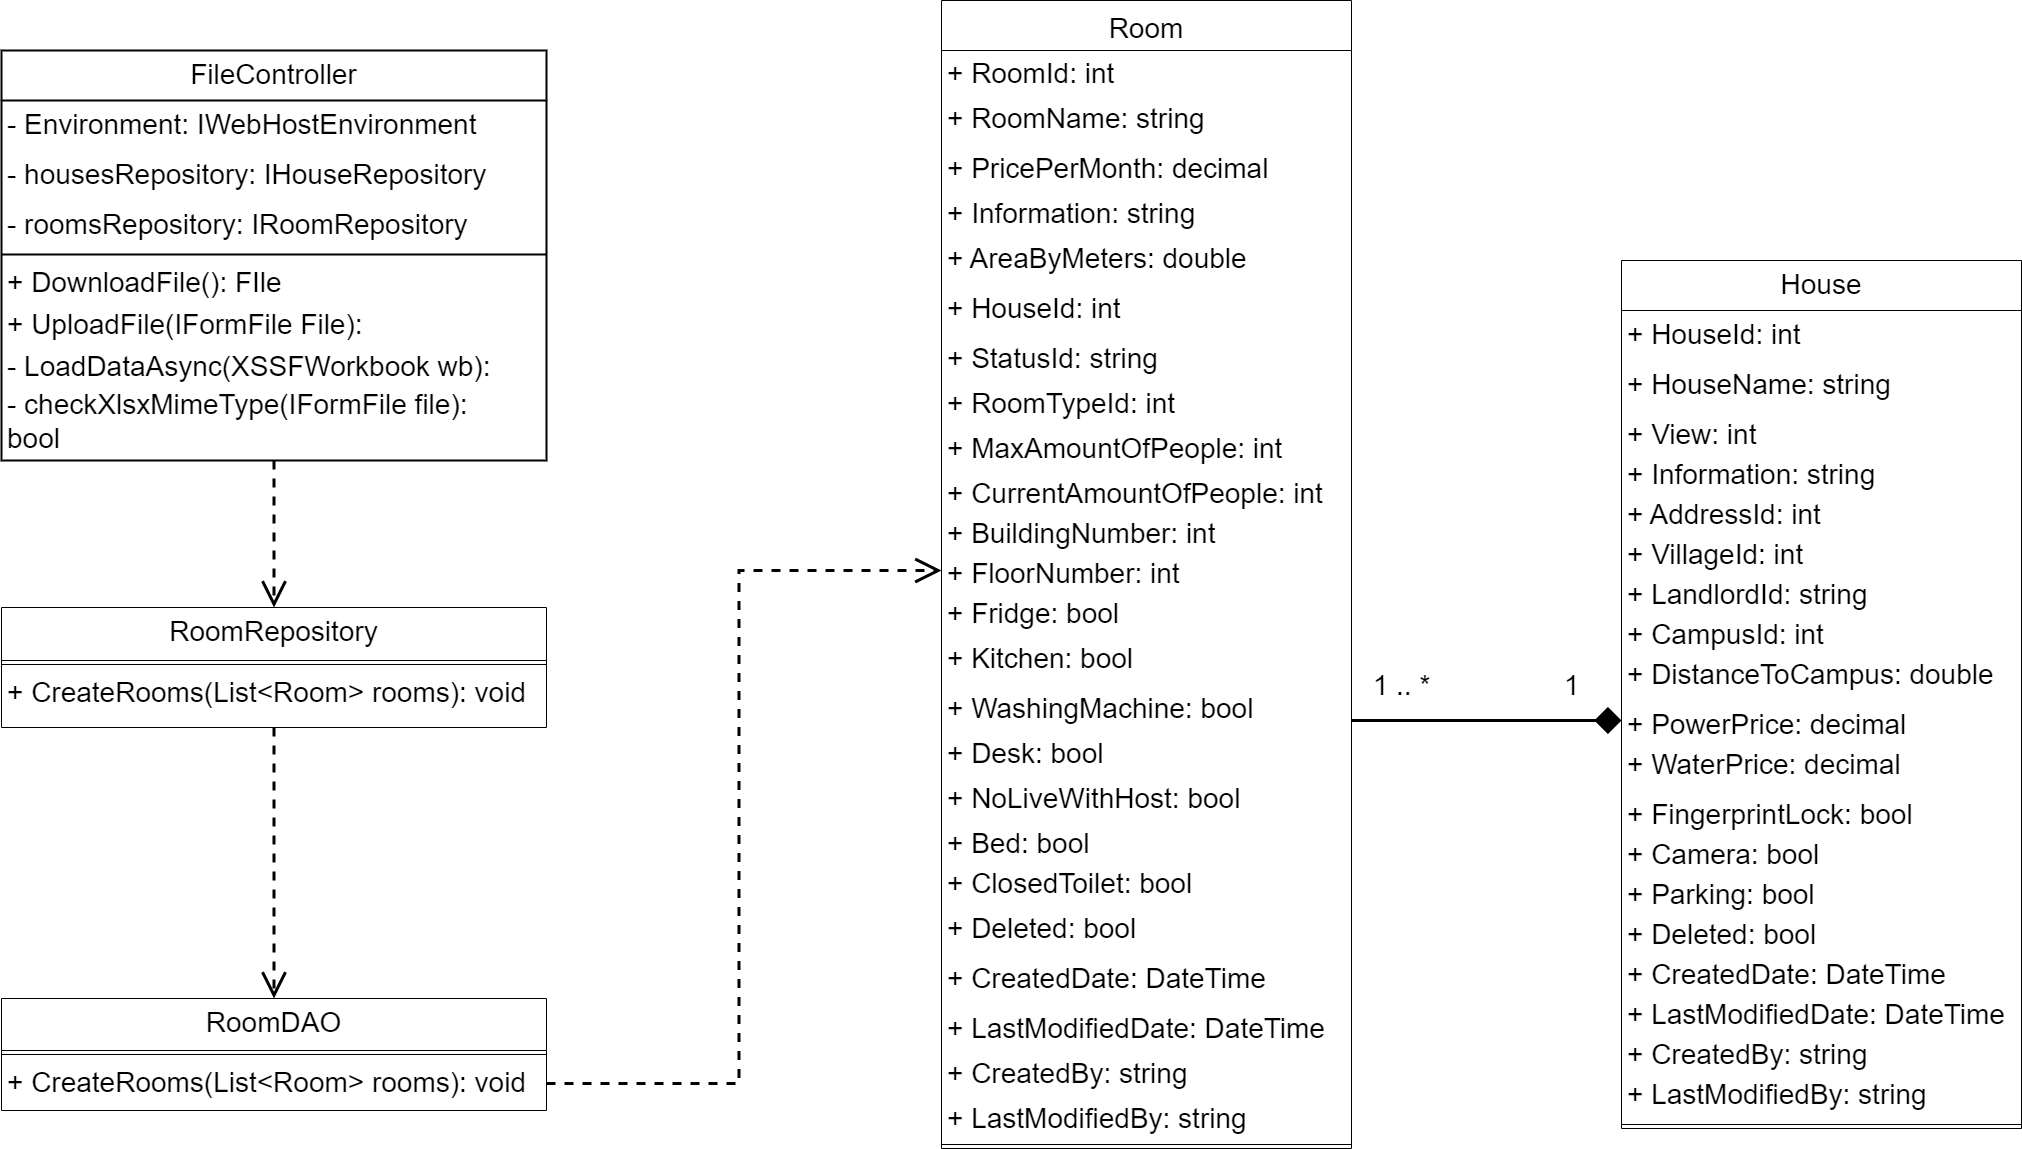 FileController
- Environment: IWebHostEnvironment
- housesRepository: IHouseRepository
- roomsRepository: IRoomRepository
+ DownloadFile(): FIle
+ UploadFile(IFormFile File):
- LoadDataAsync(XSSFWorkbook wb):
- checkXlsxMimeType(IFormFile file):
bool
RoomRepository
+ CreateRooms(List<Room> rooms): void
RoomDAO
+ CreateRooms(List<Room> rooms): void
Room
+ RoomId: int
+ RoomName: string
+ PricePerMonth: decimal
+ Information: string
+ AreaByMeters: double
+ HouseId: int
+ StatusId: string
+ RoomTypeId: int
+ MaxAmountOfPeople: int
+ CurrentAmountOfPeople: int
+ BuildingNumber: int
+ FloorNumber: int
+ Fridge: bool
+ Kitchen: bool
+ WashingMachine: bool
+ Desk: bool
+ NoLiveWithHost: bool
+ Bed: bool
+ ClosedToilet: bool
+ Deleted: bool
+ CreatedDate: DateTime
+ LastModifiedDate: DateTime
+ CreatedBy: string
+ LastModifiedBy: string
1 .. *
1
House
+ HouseId: int
+ HouseName: string
+ View: int
+ Information: string
+ AddressId: int
+ VillageId: int
+ LandlordId: string
+ CampusId: int
+ DistanceToCampus: double
+ PowerPrice: decimal
+ WaterPrice: decimal
+ FingerprintLock: bool
+ Camera: bool
+ Parking: bool
+ Deleted: bool
+ CreatedDate: DateTime
+ LastModifiedDate: DateTime
+ CreatedBy: string
+ LastModifiedBy: string